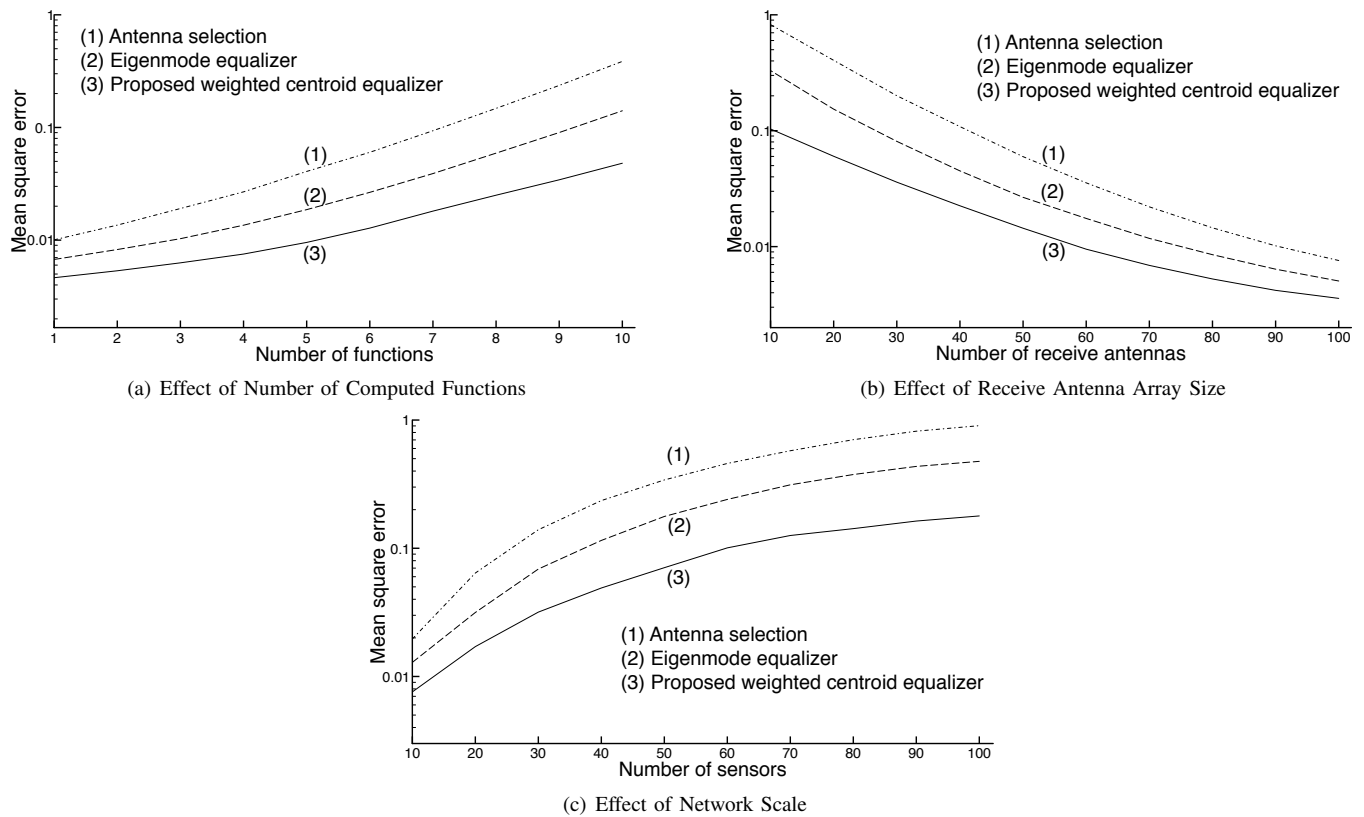 1
0.1
0.01
Mean square error
(1) Antenna selection
(2) Eigenmode equalizer
(3) Proposed weighted centroid equalizer
(1)
(2)
(3)
1 2 3 4 5 6 7 8 9 10
Number of functions
(a) Effect of Number of Computed Functions
1
0.1
0.01
Mean square error
(1) Antenna selection
(2) Eigenmode equalizer
(3) Proposed weighted centroid equalizer
(1)
(2)
(3)
10 20 30 40 50 60 70 80 90 100
Number of receive antennas
(b) Effect of Receive Antenna Array Size
1
0.1
0.01
Mean square error
(1)
(2)
(3)
(1) Antenna selection
(2) Eigenmode equalizer
(3) Proposed weighted centroid equalizer
10 20 30 40 50 60 70 80 90 100
Number of sensors
(c) Effect of Network Scale